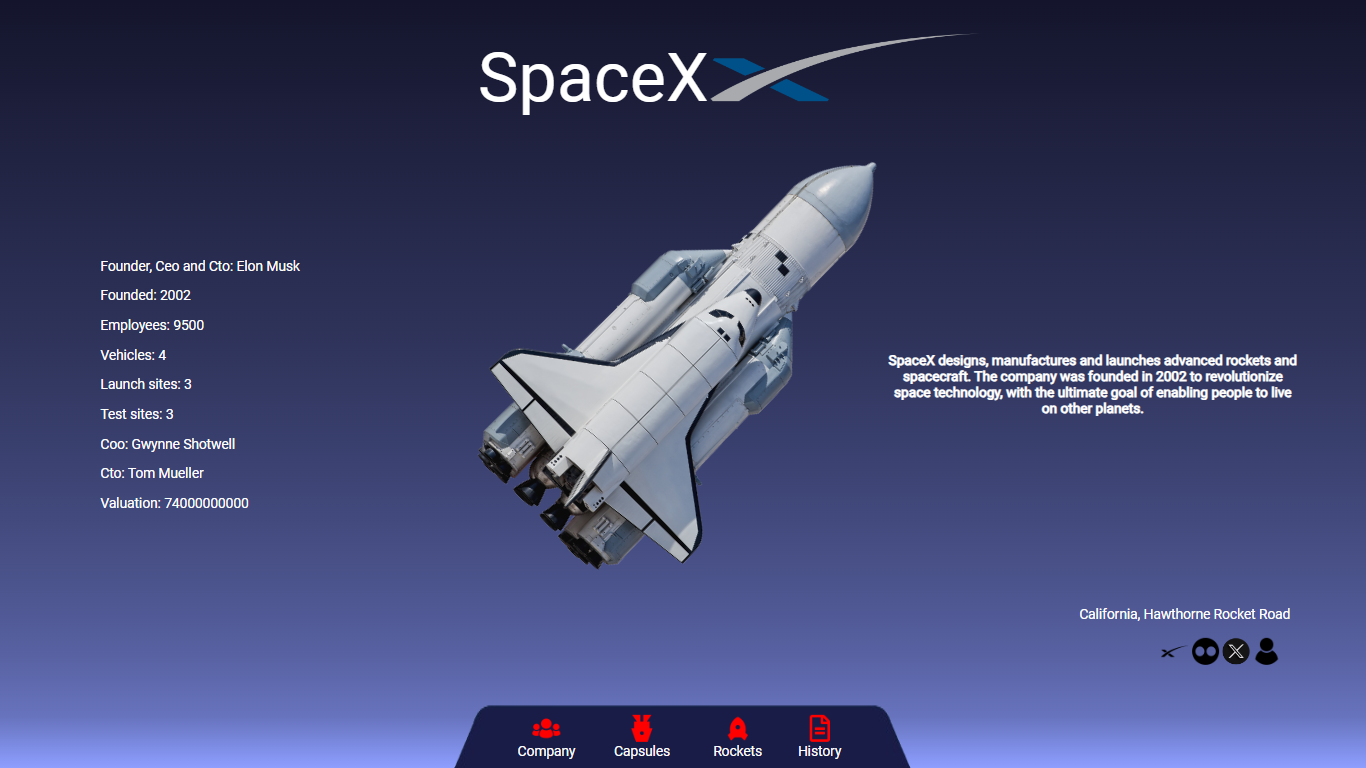 SpaceX
Founder, Ceo and Cto: Elon Musk
Founded: 2002
Employees: 9500
Vehicles: 4
Launch sites: 3
Test sites: 3
Coo: Gwynne Shotwell
Cto: Tom Mueller
Valuation: 74000000000
SpaceX designs, manufactures and launches advanced rockets and
spacecraft. The company was founded in 2002 to revolutionize
space technology, with the ultimate goal of enabling people to live
on other planets.
California, Hawthorne Rocket Road
Company
Capsules
Rockets
History